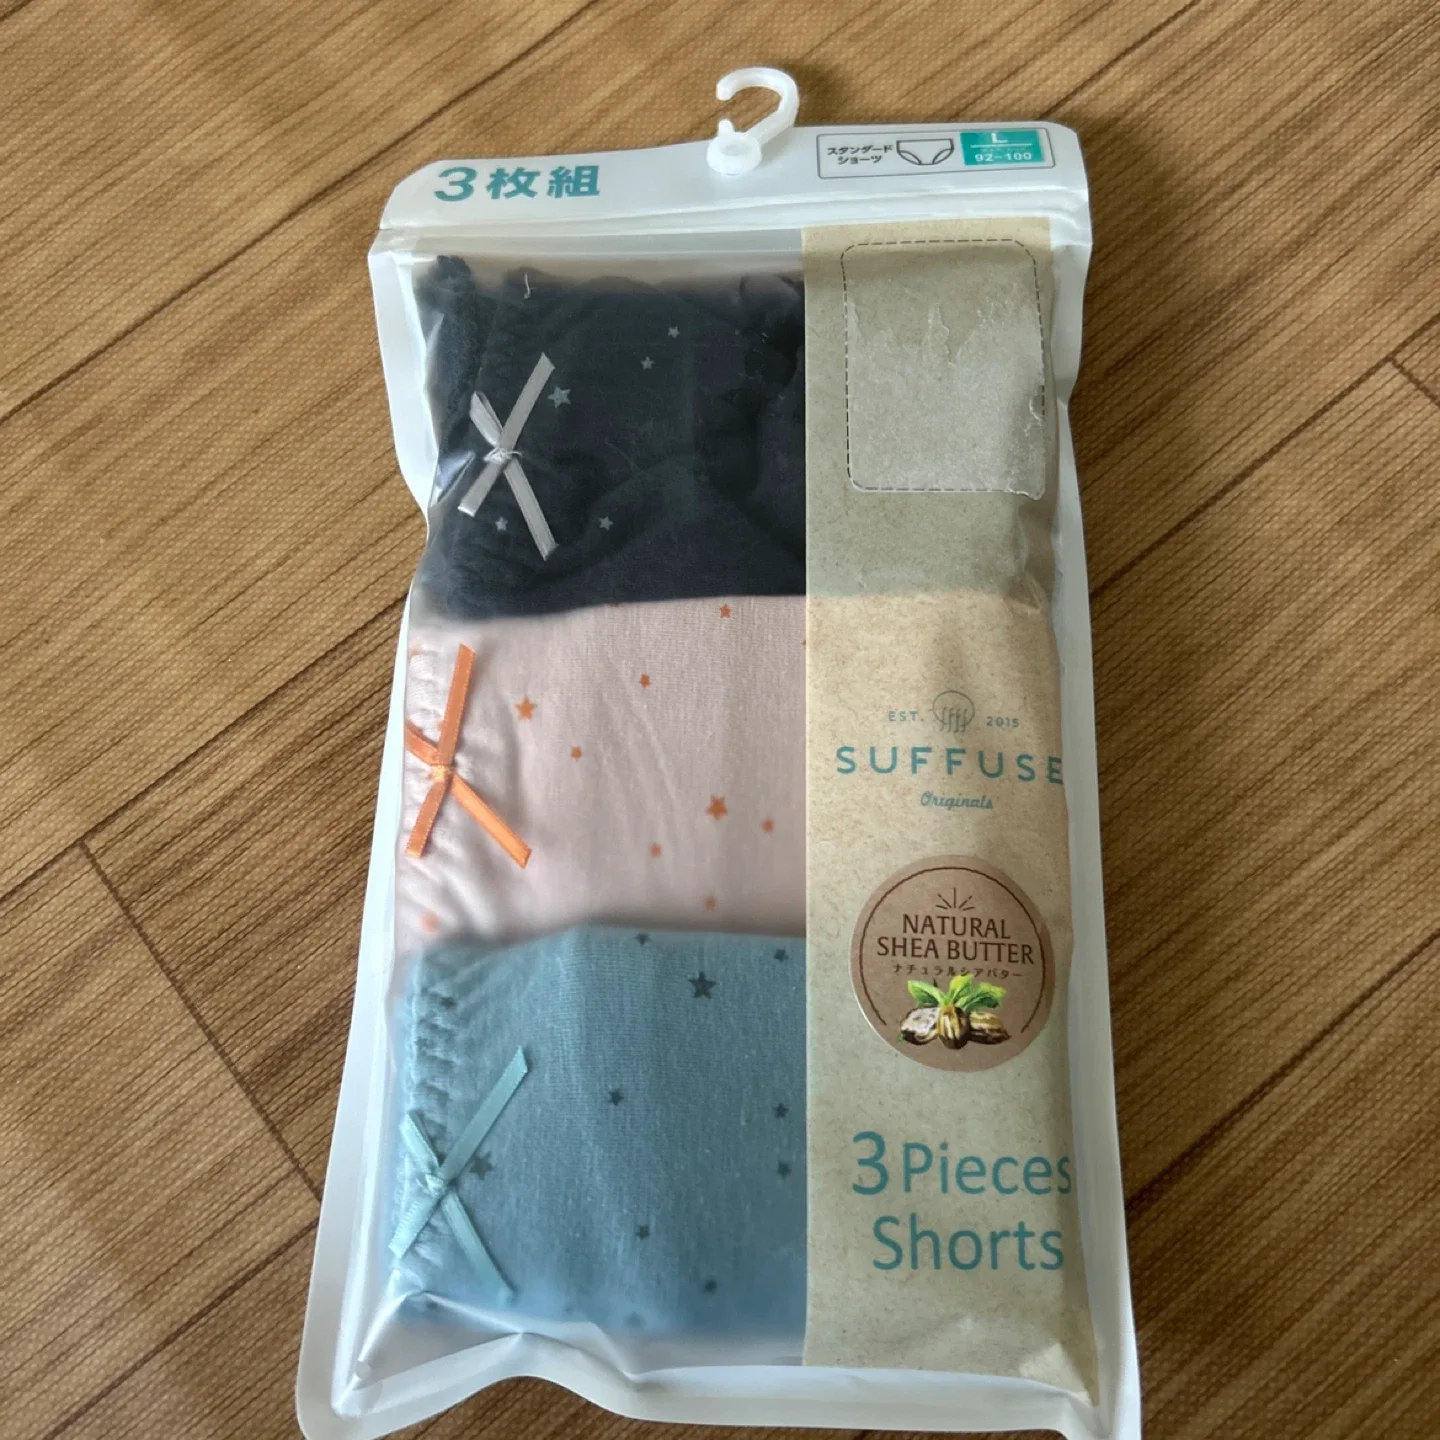 3枚組
スタンダード
ショーツ
L
92-100
EST. 2015
SUFFUSE
Originals
NATURAL
SHEA BUTTER
ナチュラルシアバター
3 Pieces
Shorts